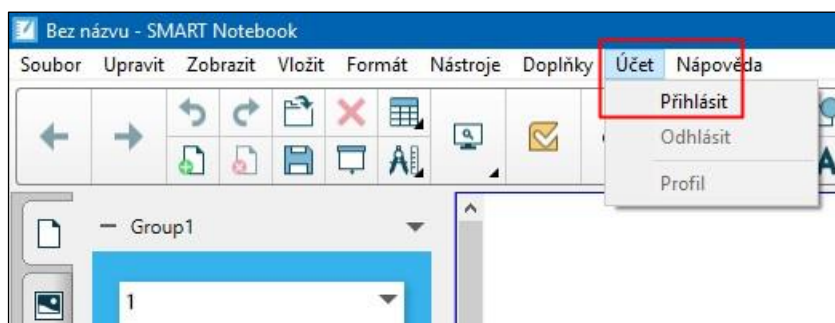 Bez názvu - SMART Notebook
Soubor Upravit Zobrazit Vložit Formát Nástroje Doplňky Účet Nápověda
Přihlásit
Odhlásit
Profil
Group1
1